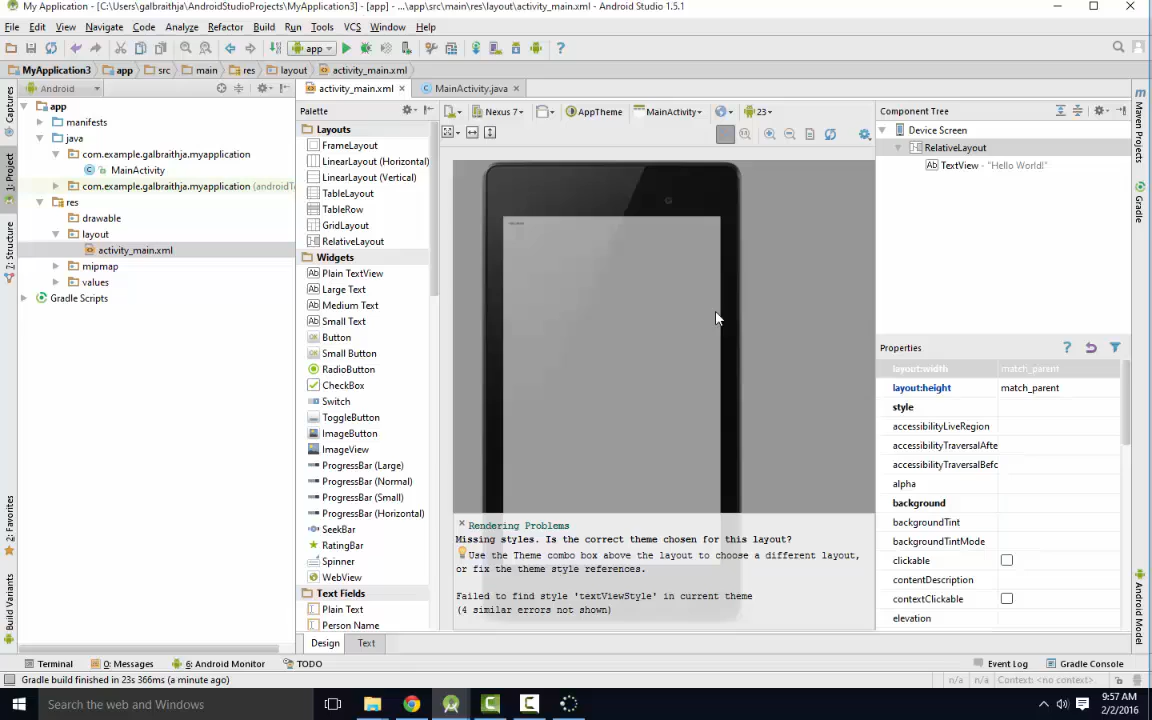 My Application - [C:\Users\galbraithja\AndroidStudioProjects\MyApplication3] - [app] - ...\app\src\main\res\layout\activity_main.xml - Android Studio 1.5.1
File Edit View Navigate Code Analyze Refactor Build Run Tools VCS Window Help
app
MyApplication3 app src main res layout activity_main.xml
Android
activity_main.xml MainActivity.java
Captures
1: Project
7: Structure
2: Favorites
Build Variants
app
manifests
java
com.example.galbraithja.myapplication
MainActivity
com.example.galbraithja.myapplication (androidT
res
drawable
layout
activity_main.xml
mipmap
values
Gradle Scripts
Palette
Layouts
FrameLayout
LinearLayout (Horizontal)
LinearLayout (Vertical)
TableLayout
TableRow
GridLayout
RelativeLayout
Widgets
Plain TextView
Large Text
Medium Text
Small Text
Button
Small Button
RadioButton
CheckBox
Switch
ToggleButton
ImageButton
ImageView
ProgressBar (Large)
ProgressBar (Normal)
ProgressBar (Small)
ProgressBar (Horizontal)
SeekBar
RatingBar
Spinner
WebView
Text Fields
Plain Text
Person Name
Design Text
Nexus 7 AppTheme MainActivity 23
Rendering Problems
Missing styles. Is the correct theme chosen for this layout?
Use the Theme combo box above the layout to choose a different layout,
or fix the theme style references.
Failed to find style 'textViewStyle' in current theme
(4 similar errors not shown)
Component Tree
Device Screen
RelativeLayout
Ab TextView - "Hello World!"
Properties
layout:width match_parent
layout:height match_parent
style
accessibilityLiveRegion
accessibilityTraversalAfte
accessibilityTraversalBefo
alpha
background
backgroundTint
backgroundTintMode
clickable
contentDescription
contextClickable
elevation
Maven Projects
Gradle
Android Model
Terminal 0: Messages 6: Android Monitor TODO Event Log Gradle Console
Gradle build finished in 23s 366ms (a minute ago) n/a n/a Context: <no context>
Search the web and Windows
9:57 AM
2/2/2016